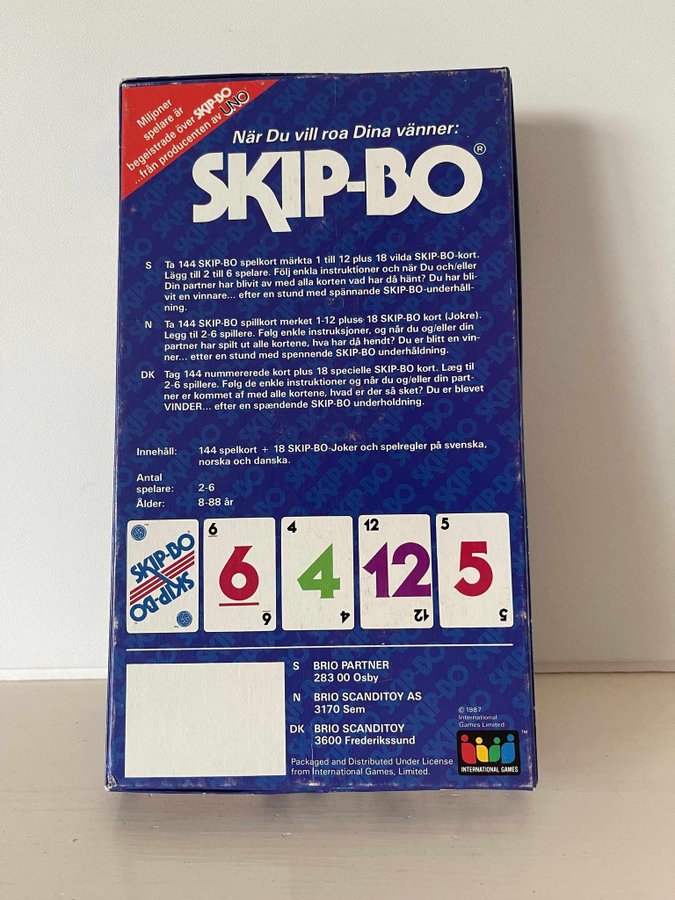 Miljoner
spelare är
begeistrade över SKIP-BO
...från producenten av UNO
När Du vill roa Dina vänner:
SKIP-BO®
S Ta 144 SKIP-BO spelkort märkta 1 till 12 plus 18 vilda SKIP-BO-kort.
Lägg till 2 till 6 spelare. Följ enkla instruktioner och när Du och/eller
Din partner har blivit av med alla korten vad har då hänt? Du har bli-
vit en vinnare... efter en stund med spännande SKIP-BO-underhåll-
ning.
N Ta 144 SKIP-BO spillkort merket 1-12 pluss 18 SKIP-BO kort (Jokre).
Legg til 2-6 spillere. Følg enkle instruksjoner, og når du og/eller din
partner har spilt ut alle kortene, hva har då hendt? Du er blitt en vin-
ner... etter en stund med spennende SKIP-BO underhåldning.
DK Tag 144 nummererede kort plus 18 specielle SKIP-BO kort. Læg til
2-6 spillere. Følg de enkle instruktioner og når du og/eller din part-
ner er kommet af med alle kortene, hvad er der så sket? Du er blevet
VINDER... efter en spændende SKIP-BO underholdning.
Innehåll: 144 spelkort + 18 SKIP-BO-Joker och spelregler på svenska,
norska och danska.
Antal
spelare: 2-6
Ålder: 8-88 år
SKIP-BO
SKIP-BO
6
6
6
4
4
4
12
12
12
5
5
5
S BRIO PARTNER
283 00 Osby
N BRIO SCANDITOY AS
3170 Sem
DK BRIO SCANDITOY
3600 Frederikssund
Packaged and Distributed Under License
from International Games, Limited.
© 1987
International
Games Limited
INTERNATIONAL GAMES
TM